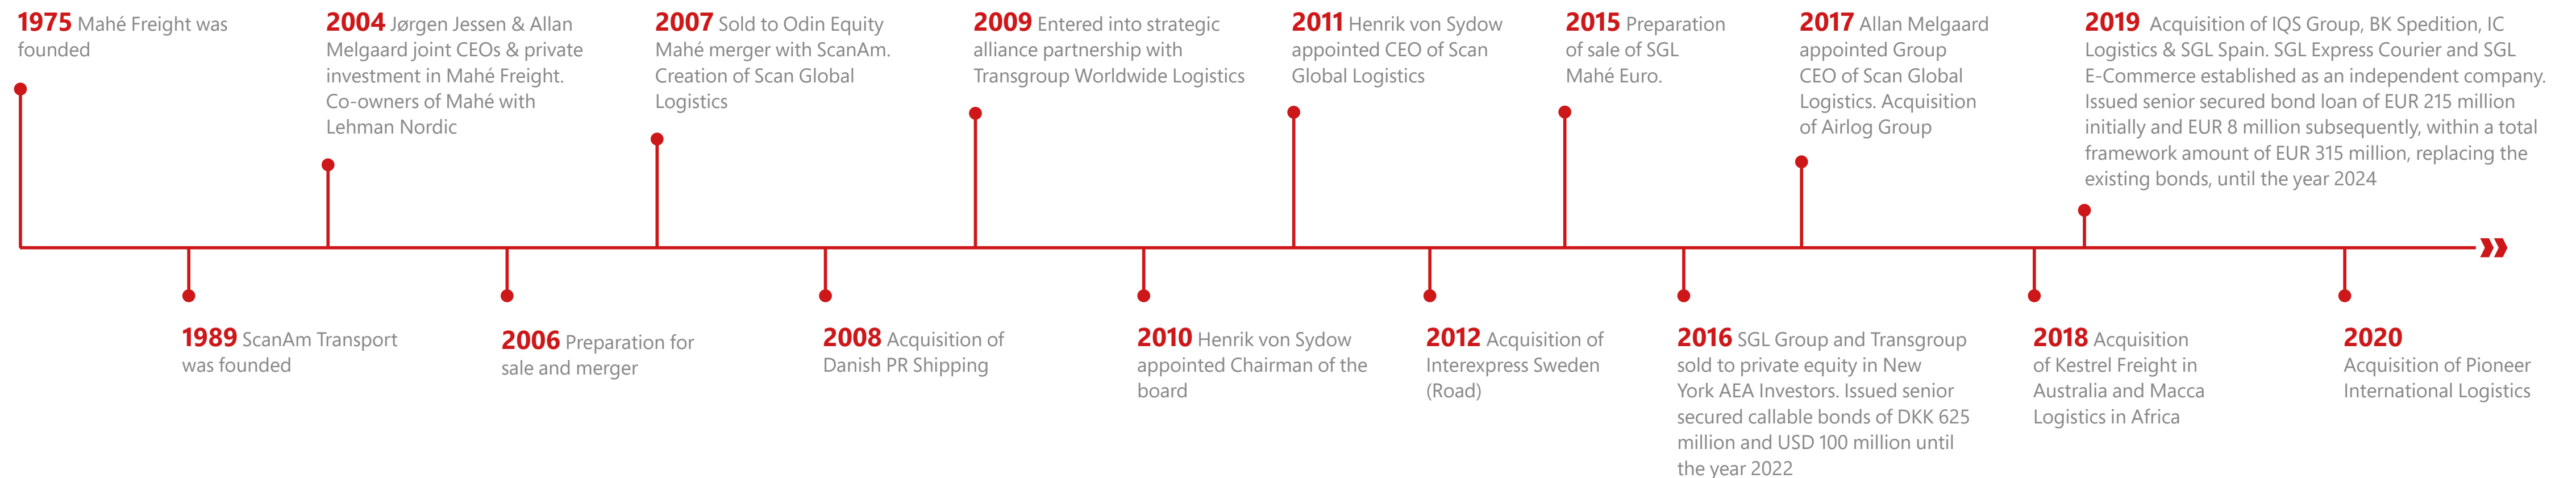 1975 Mahé Freight was
founded
2004 Jørgen Jessen & Allan
Melgaard joint CEOs & private
investment in Mahé Freight.
Co-owners of Mahé with
Lehman Nordic
2007 Sold to Odin Equity
Mahé merger with ScanAm.
Creation of Scan Global
Logistics
2009 Entered into strategic
alliance partnership with
Transgroup Worldwide Logistics
2011 Henrik von Sydow
appointed CEO of Scan
Global Logistics
2015 Preparation
of sale of SGL
Mahé Euro.
2017 Allan Melgaard
appointed Group
CEO of Scan Global
Logistics. Acquisition
of Airlog Group
2019 Acquisition of IQS Group, BK Spedition, IC
Logistics & SGL Spain. SGL Express Courier and SGL
E-Commerce established as an independent company.
Issued senior secured bond loan of EUR 215 million
initially and EUR 8 million subsequently, within a total
framework amount of EUR 315 million, replacing the
existing bonds, until the year 2024
1989 ScanAm Transport
was founded
2006 Preparation for
sale and merger
2008 Acquisition of
Danish PR Shipping
2010 Henrik von Sydow
appointed Chairman of the
board
2012 Acquisition of
Interexpress Sweden
(Road)
2016 SGL Group and Transgroup
sold to private equity in New
York AEA Investors. Issued senior
secured callable bonds of DKK 625
million and USD 100 million until
the year 2022
2018 Acquisition
of Kestrel Freight in
Australia and Macca
Logistics in Africa
2020
Acquisition of Pioneer
International Logistics